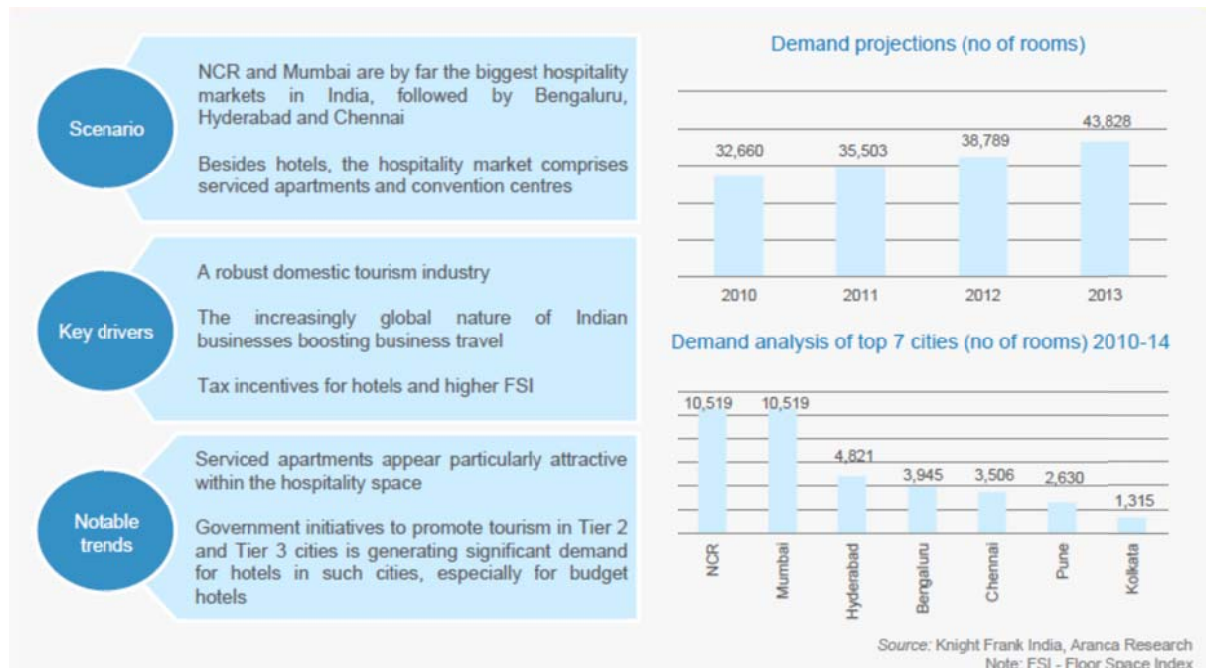 Scenario
NCR and Mumbai are by far the biggest hospitality
markets in India, followed by Bengaluru,
Hyderabad and Chennai
Besides hotels, the hospitality market comprises
serviced apartments and convention centres
Key drivers
A robust domestic tourism industry
The increasingly global nature of Indian
businesses boosting business travel
Tax incentives for hotels and higher FSI
Notable
trends
Serviced apartments appear particularly attractive
within the hospitality space
Government initiatives to promote tourism in Tier 2
and Tier 3 cities is generating significant demand
for hotels in such cities, especially for budget
hotels
Demand projections (no of rooms)
32,660 35,503 38,789 43,828
2010 2011 2012 2013
Demand analysis of top 7 cities (no of rooms) 2010-14
10,519 10,519 4,821 3,945 3,506 2,630 1,315
NCR Mumbai Hyderabad Bengaluru Chennai Pune Kolkata
Source: Knight Frank India, Aranca Research
Note: FSI - Floor Space Index